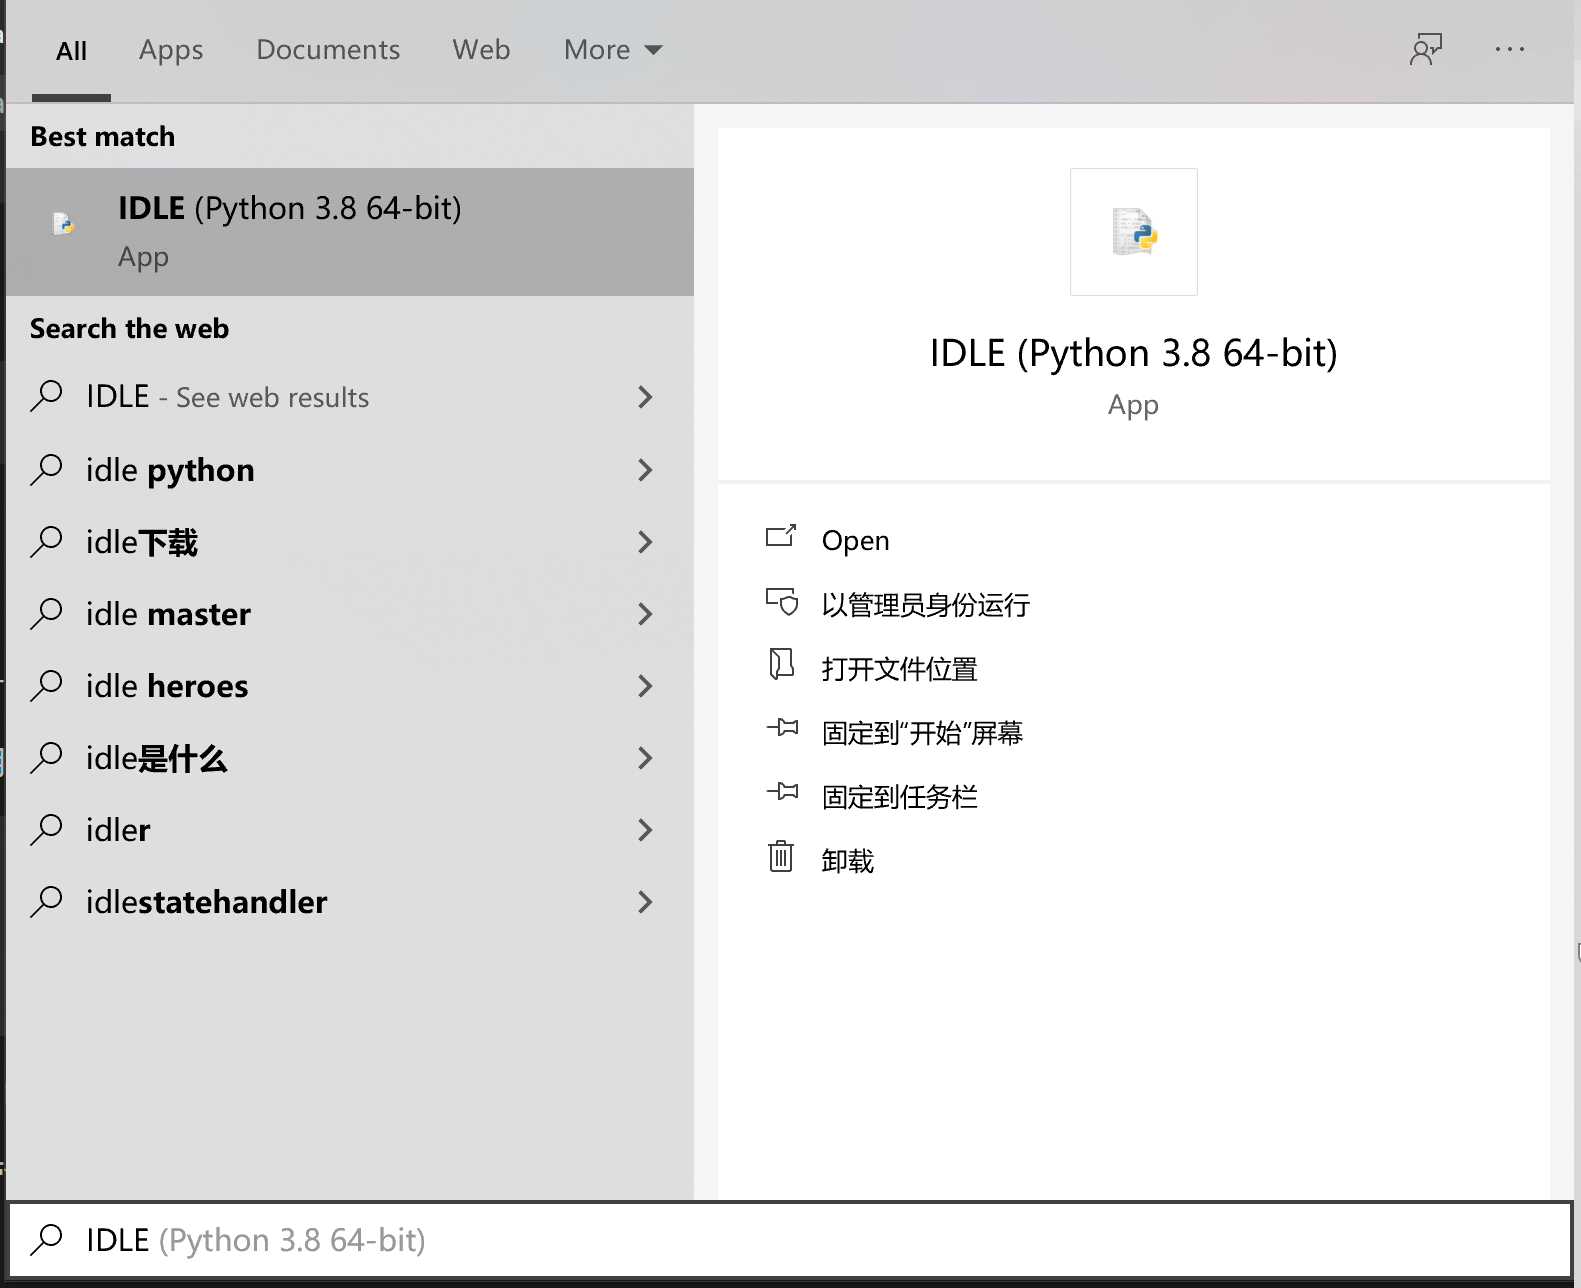 All Apps Documents Web More
Best match
IDLE (Python 3.8 64-bit)
App
Search the web
IDLE - See web results
idle python
idle下载
idle master
idle heroes
idle是什么
idler
idlestatehandler
IDLE (Python 3.8 64-bit)
App
Open
以管理员身份运行
打开文件位置
固定到“开始”屏幕
固定到任务栏
卸载
IDLE (Python 3.8 64-bit)